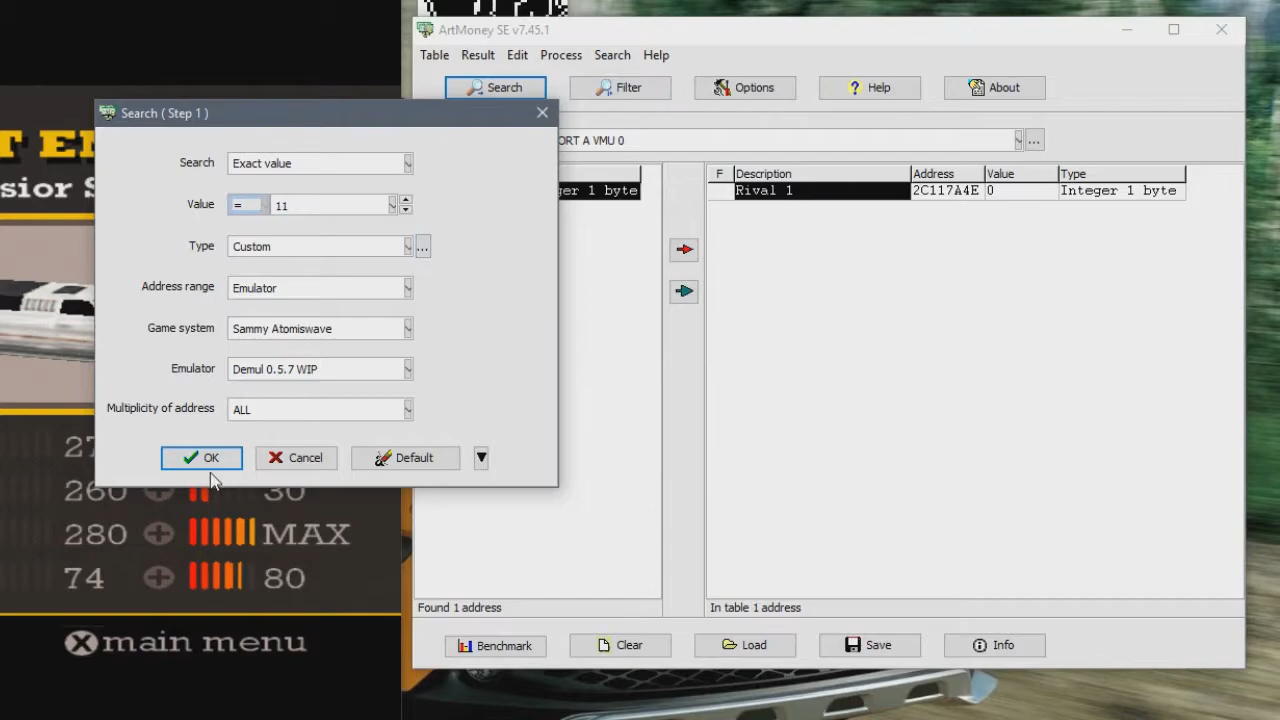 ArtMoney SE v7.45.1
Table Result Edit Process Search Help
Search Filter Options Help About
ORT A VMU 0
Search ( Step 1 )
Search Exact value
Value = 11
Type Custom ...
Address range Emulator
Game system Sammy Atomiswave
Emulator Demul 0.5.7 WIP
Multiplicity of address ALL
OK Cancel Default
er 1 byte
F Description Address Value Type
Rival 1 2C117A4E 0 Integer 1 byte
Found 1 address
In table 1 address
Benchmark Clear Load Save Info
T EN
sior S
27
260 30
280 MAX
74 80
X main menu